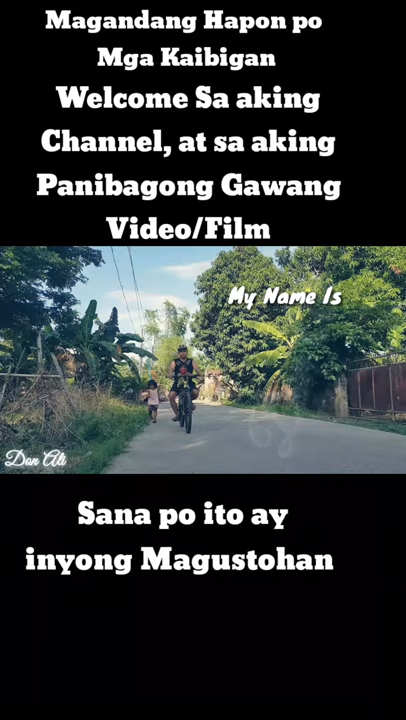 Magandang Hapon po
Mga Kaibigan
Welcome Sa aking
Channel, at sa aking
Panibagong Gawang
Video/Film
My Name Is
Don Ali
Sana po ito ay
inyong Magustohan